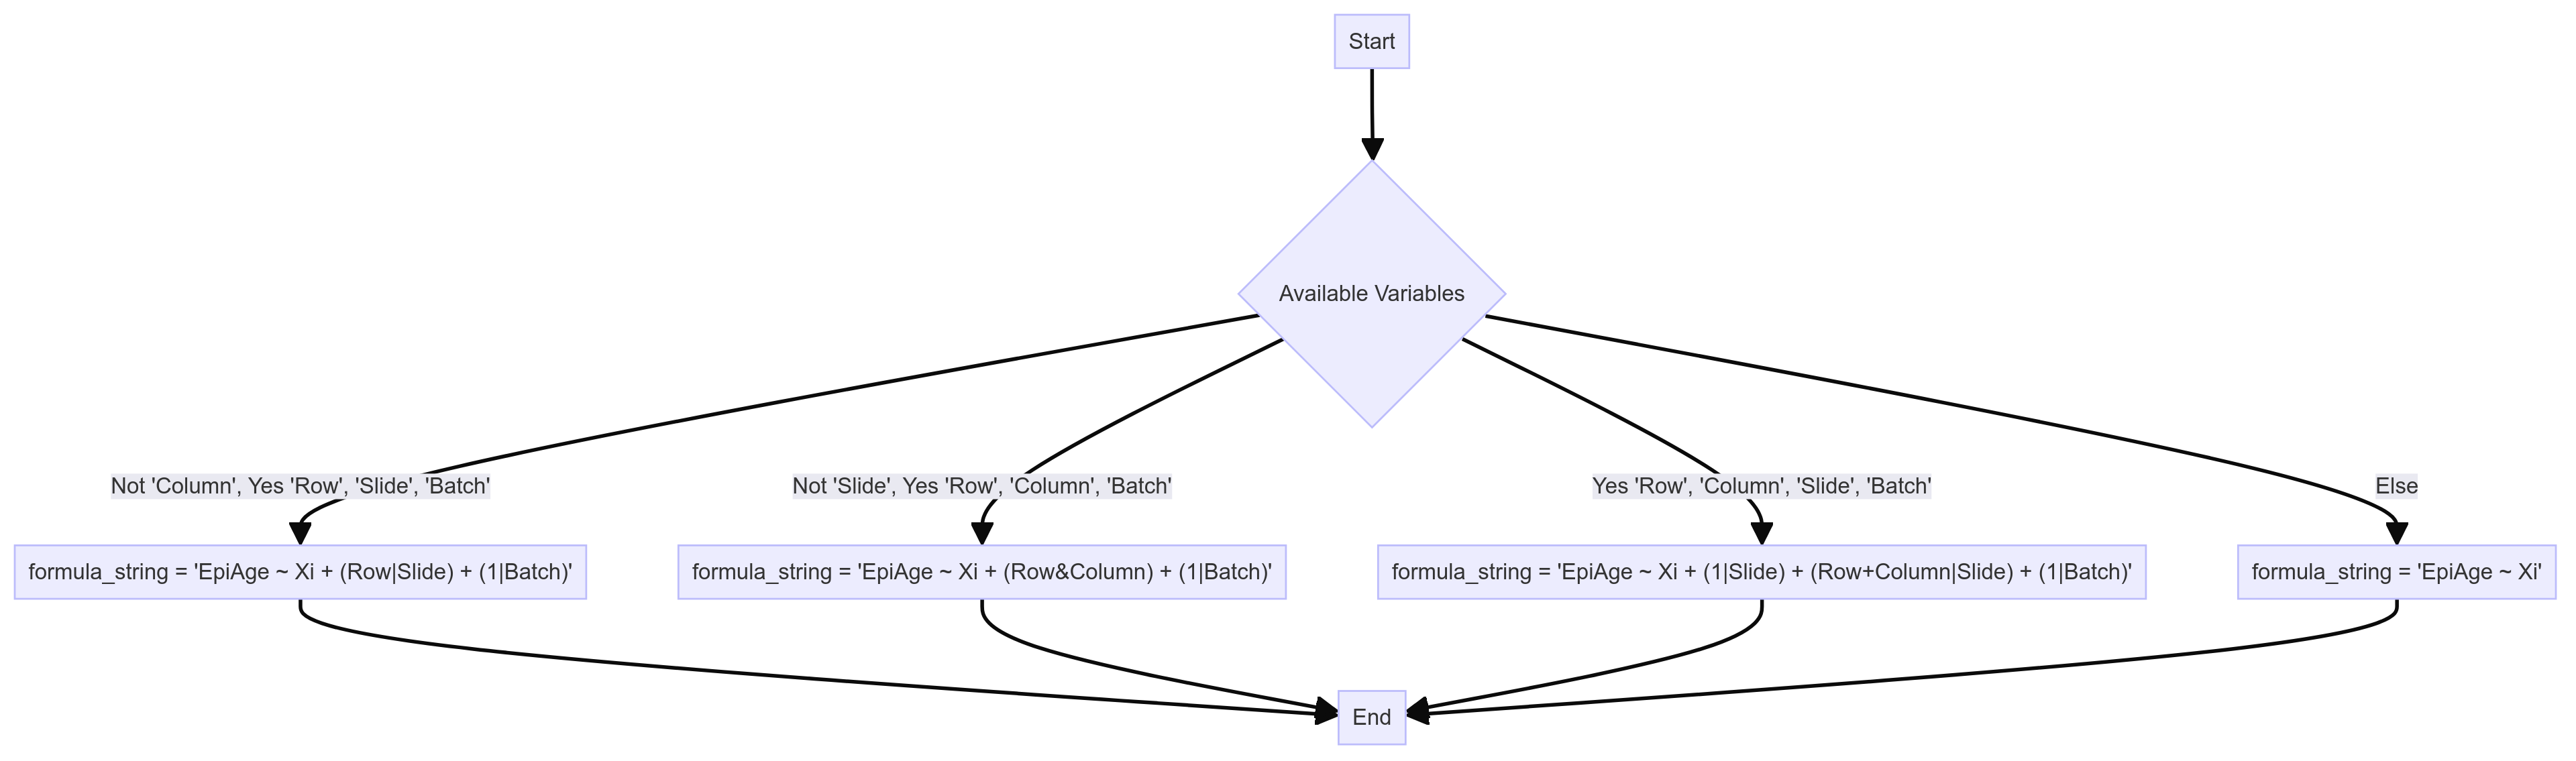 Start
Available Variables
Not 'Column', Yes 'Row', 'Slide', 'Batch'
Not 'Slide', Yes 'Row', 'Column', 'Batch'
Yes 'Row', 'Column', 'Slide', 'Batch'
Else
formula_string = 'EpiAge ~ Xi + (Row|Slide) + (1|Batch)'
formula_string = 'EpiAge ~ Xi + (Row&Column) + (1|Batch)'
formula_string = 'EpiAge ~ Xi + (1|Slide) + (Row+Column|Slide) + (1|Batch)'
formula_string = 'EpiAge ~ Xi'
End